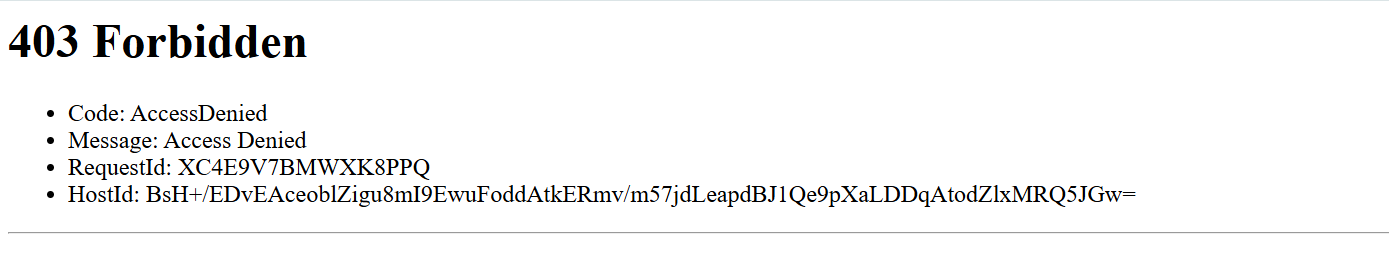 403 Forbidden
Code: AccessDenied
Message: Access Denied
RequestId: XC4E9V7BMWXK8PPQ
HostId: BsH+/EDvEAceoblZigu8mI9EwuFoddAtkERmv/m57jdLeapdBJ1Qe9pXaLDDqAtodZlxMRQ5JGw=